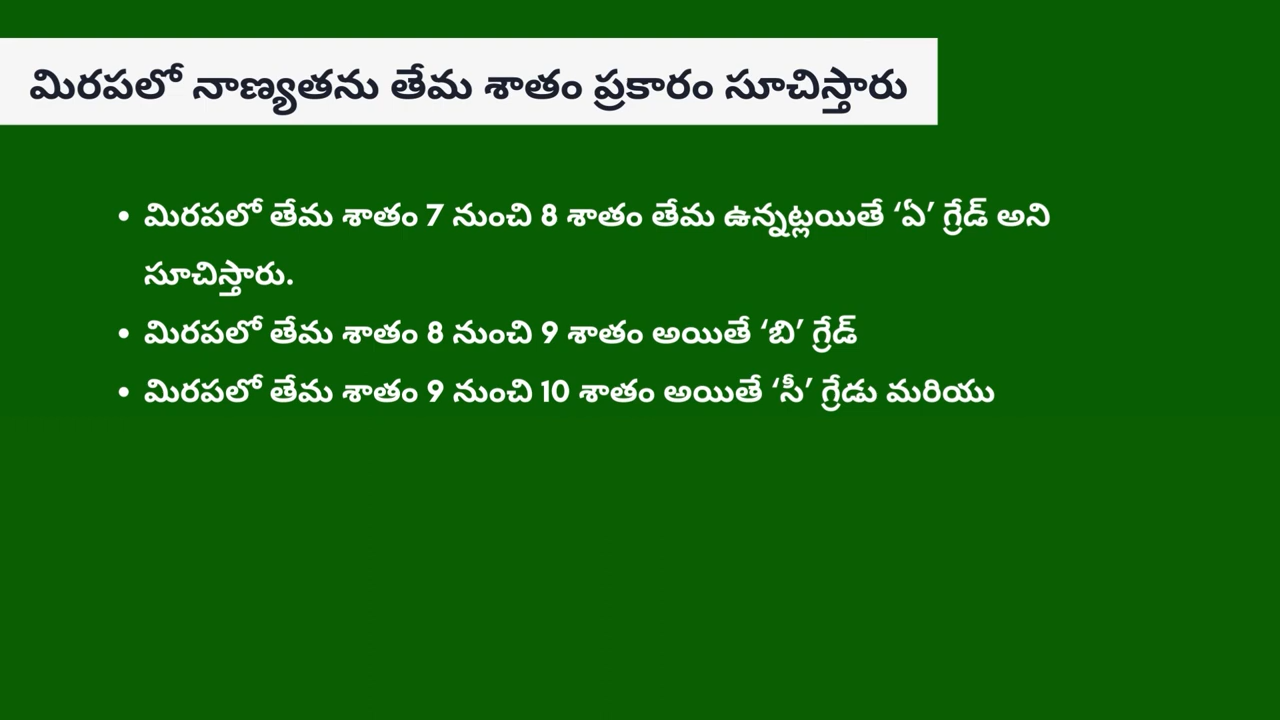 మిరపలో నాణ్యతను తేమ శాతం ప్రకారం సూచిస్తారు
• మిరపలో తేమ శాతం 7 నుంచి 8 శాతం తేమ ఉన్నట్లయితే ‘ఏ’ గ్రేడ్ అని
సూచిస్తారు.
• మిరపలో తేమ శాతం 8 నుంచి 9 శాతం అయితే ‘బి’ గ్రేడ్
• మిరపలో తేమ శాతం 9 నుంచి 10 శాతం అయితే ‘సీ’ గ్రేడు మరియు